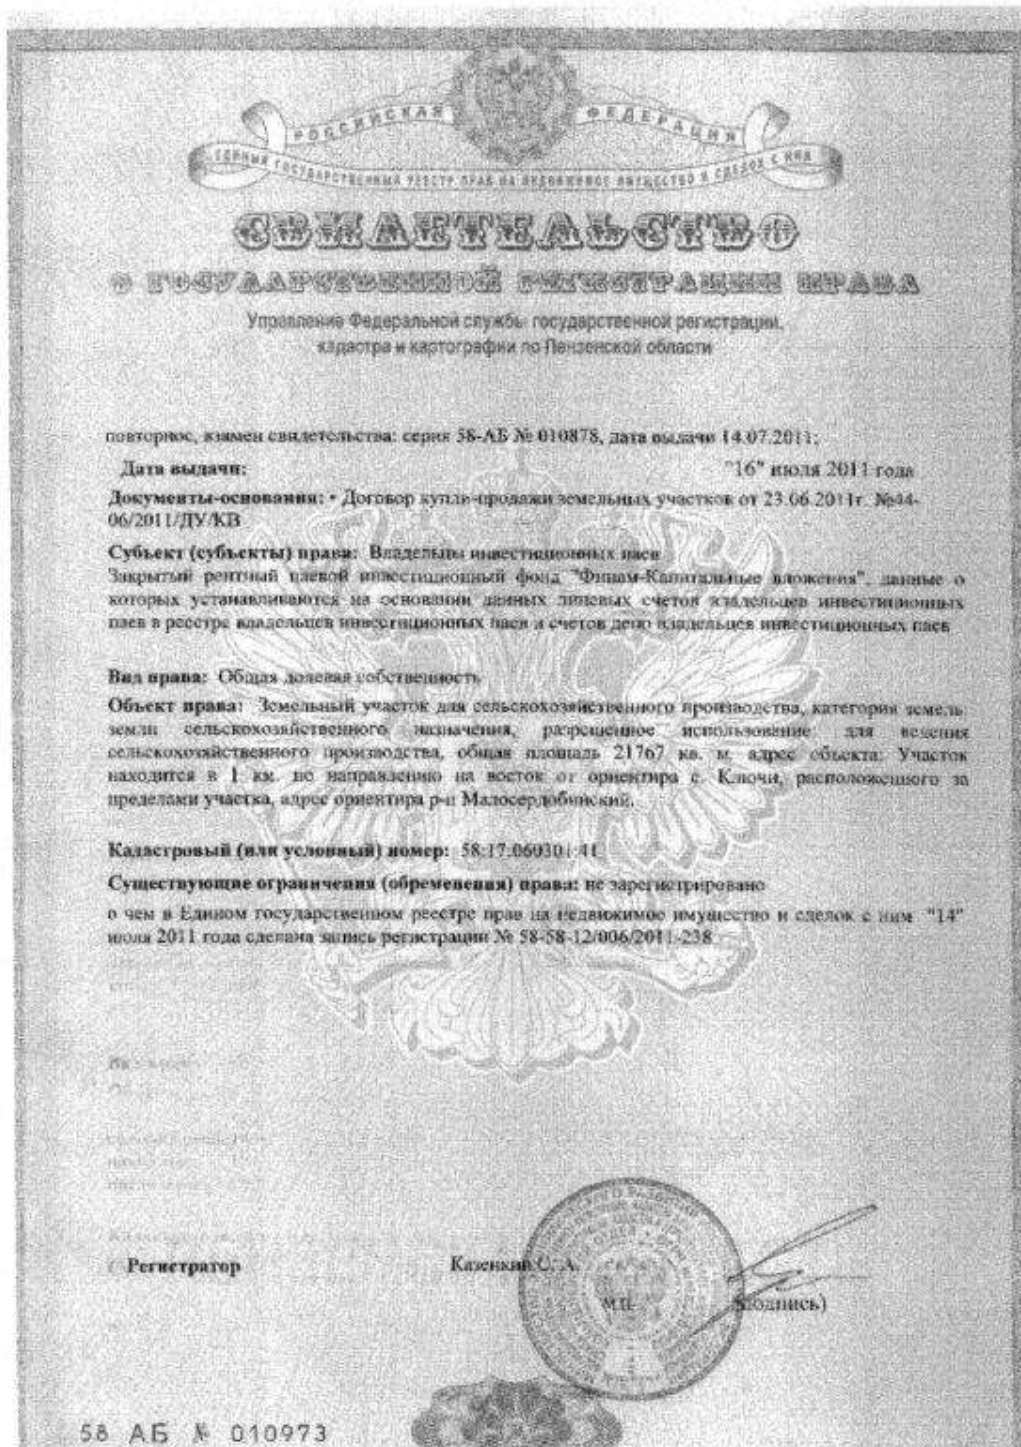 РОССИЙСКАЯ ФЕДЕРАЦИЯ
ЕДИНЫЙ ГОСУДАРСТВЕННЫЙ РЕЕСТР ПРАВ НА НЕДВИЖИМОЕ ИМУЩЕСТВО И СДЕЛОК С НИМ
СВИДЕТЕЛЬСТВО
О ГОСУДАРСТВЕННОЙ РЕГИСТРАЦИИ ПРАВА
Управление Федеральной службы государственной регистрации,
кадастра и картографии по Пензенской области
повторное, взамен свидетельства: серия 58-АБ № 010878, дата выдачи 14.07.2011;
Дата выдачи: "16" июля 2011 года
Документы-основания: • Договор купли-продажи земельных участков от 23.06.2011г. №44-
06/2011/ДУ/КВ
Субъект (субъекты) права: Владельцы инвестиционных паев
Закрытый рентный паевой инвестиционный фонд "Финам-Капитальные вложения", данные о
которых устанавливаются на основании данных лицевых счетов владельцев инвестиционных
паев в реестре владельцев инвестиционных паев и счетов депо владельцев инвестиционных паев
Вид права: Общая долевая собственность
Объект права: Земельный участок для сельскохозяйственного производства, категория земель:
земли сельскохозяйственного назначения, разрешенное использование: для ведения
сельскохозяйственного производства, общая площадь 21767 кв. м, адрес объекта: Участок
находится в 1 км. по направлению на восток от ориентира с. Ключи, расположенного за
пределами участка, адрес ориентира р-н Малосердобинский.
Кадастровый (или условный) номер: 58:17:060301:41
Существующие ограничения (обременения) права: не зарегистрировано
о чем в Едином государственном реестре прав на недвижимое имущество и сделок с ним "14"
июля 2011 года сделана запись регистрации № 58-58-12/006/2011-238
Регистратор Казенкин С. А.
М.П. (подпись)
58 АБ № 010973